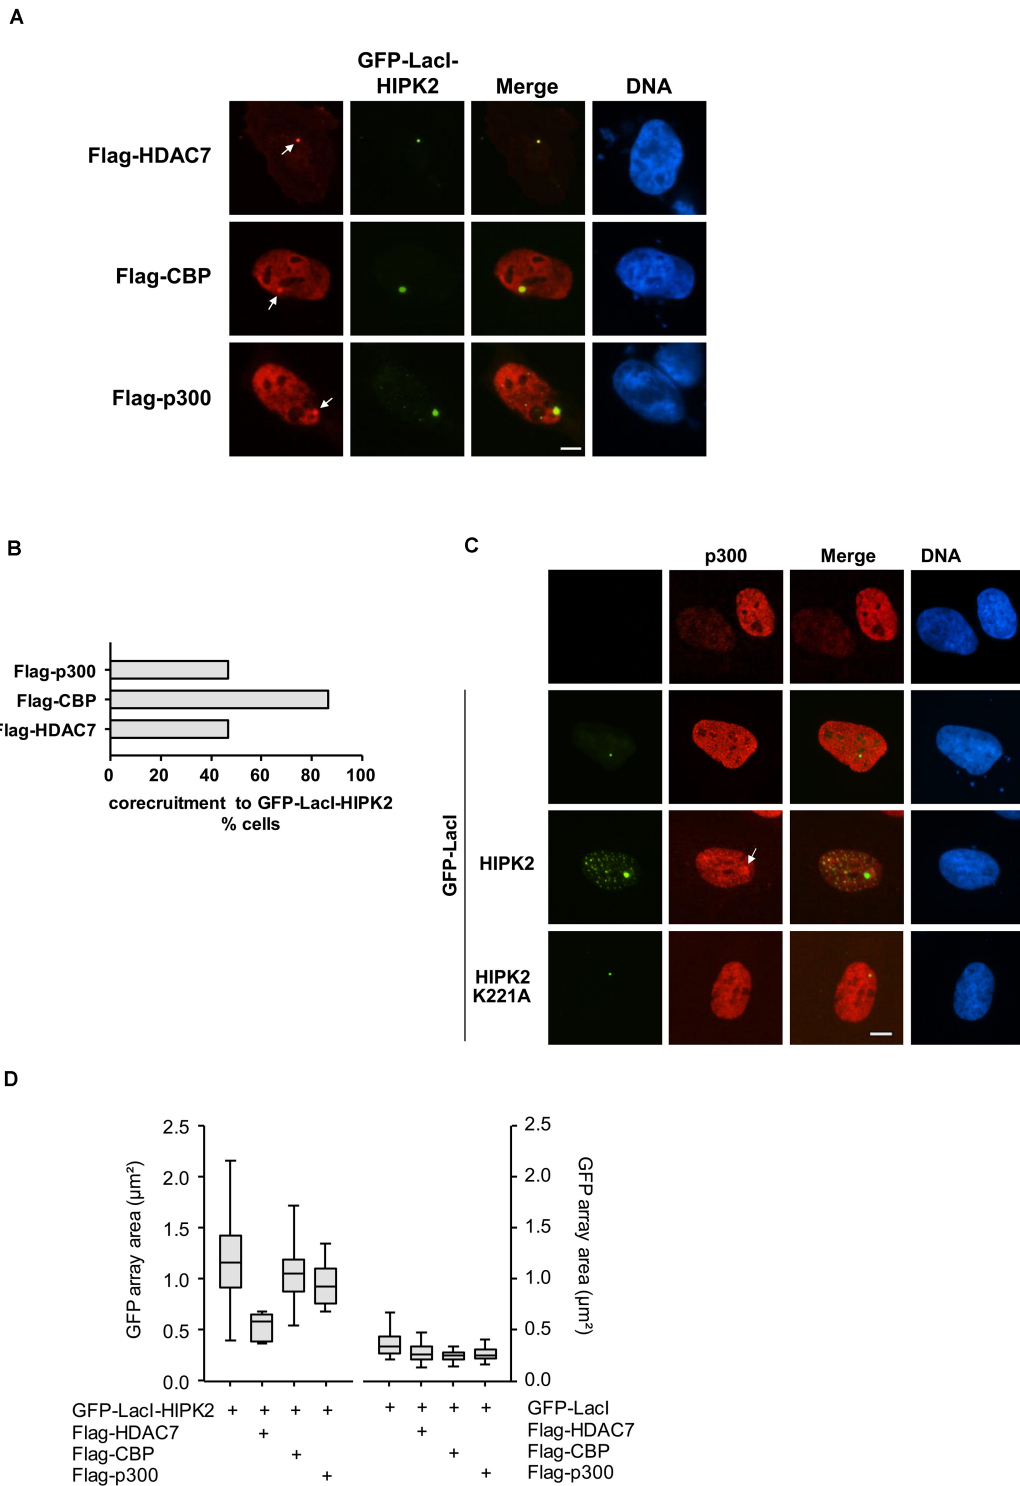 A
GFP-LacI-
HIPK2
Merge
DNA
Flag-HDAC7
Flag-CBP
Flag-p300
B
Flag-p300
Flag-CBP
Flag-HDAC7
0 20 40 60 80 100
corecruitment to GFP-LacI-HIPK2
% cells
C
p300
Merge
DNA
GFP-LacI
HIPK2
HIPK2
K221A
D
GFP array area (µm²)
2.5
2.0
1.5
1.0
0.5
0.0
2.5
2.0
1.5
1.0
0.5
0.0
GFP array area (µm²)
GFP-LacI-HIPK2 + + + +
Flag-HDAC7 +
Flag-CBP +
Flag-p300 +
+ + + + GFP-LacI
+ Flag-HDAC7
+ Flag-CBP
+ Flag-p300